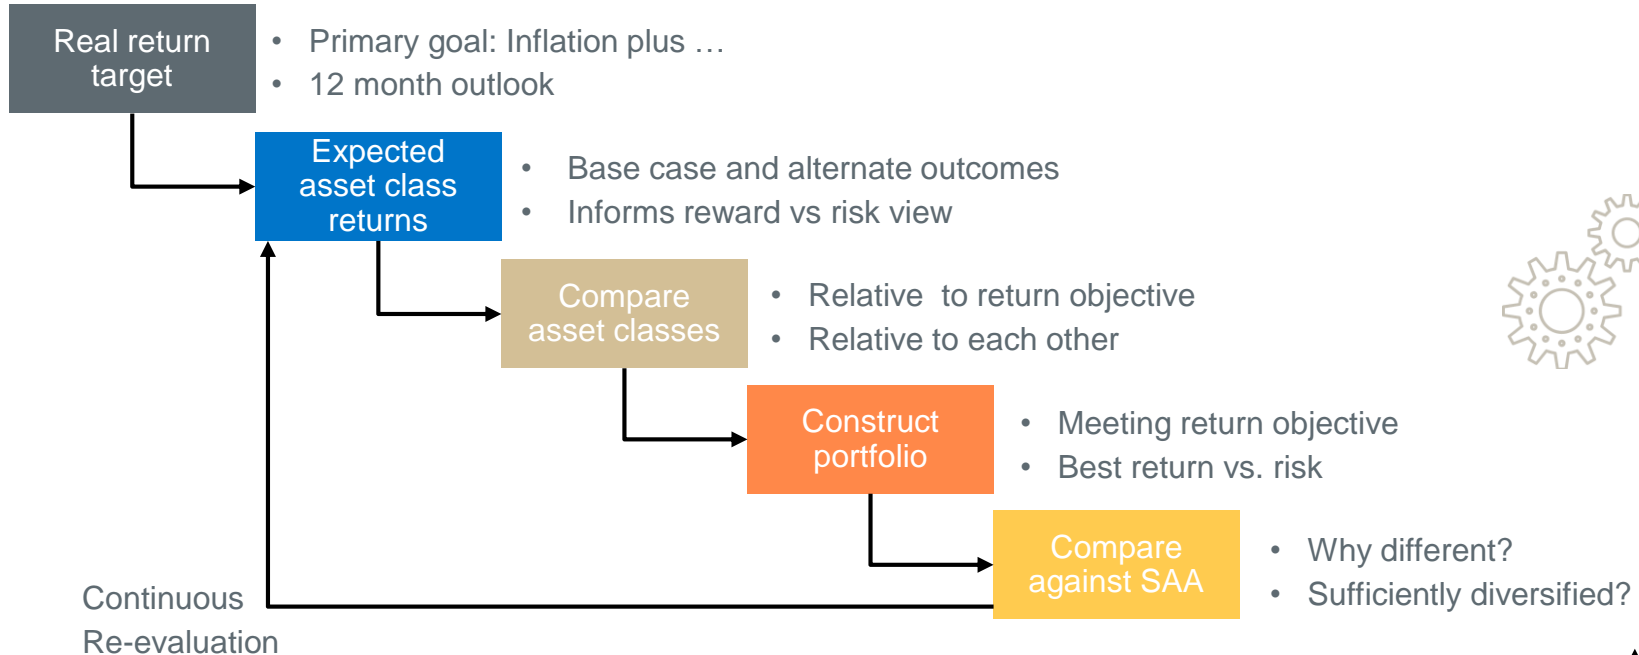 Real return
target
• Primary goal: Inflation plus …
• 12 month outlook
Expected
asset class
returns
• Base case and alternate outcomes
• Informs reward vs risk view
Compare
asset classes
• Relative  to return objective
• Relative to each other
Construct
portfolio
• Meeting return objective
• Best return vs. risk
Compare
against SAA
• Why different?
• Sufficiently diversified?
Continuous
Re-evaluation